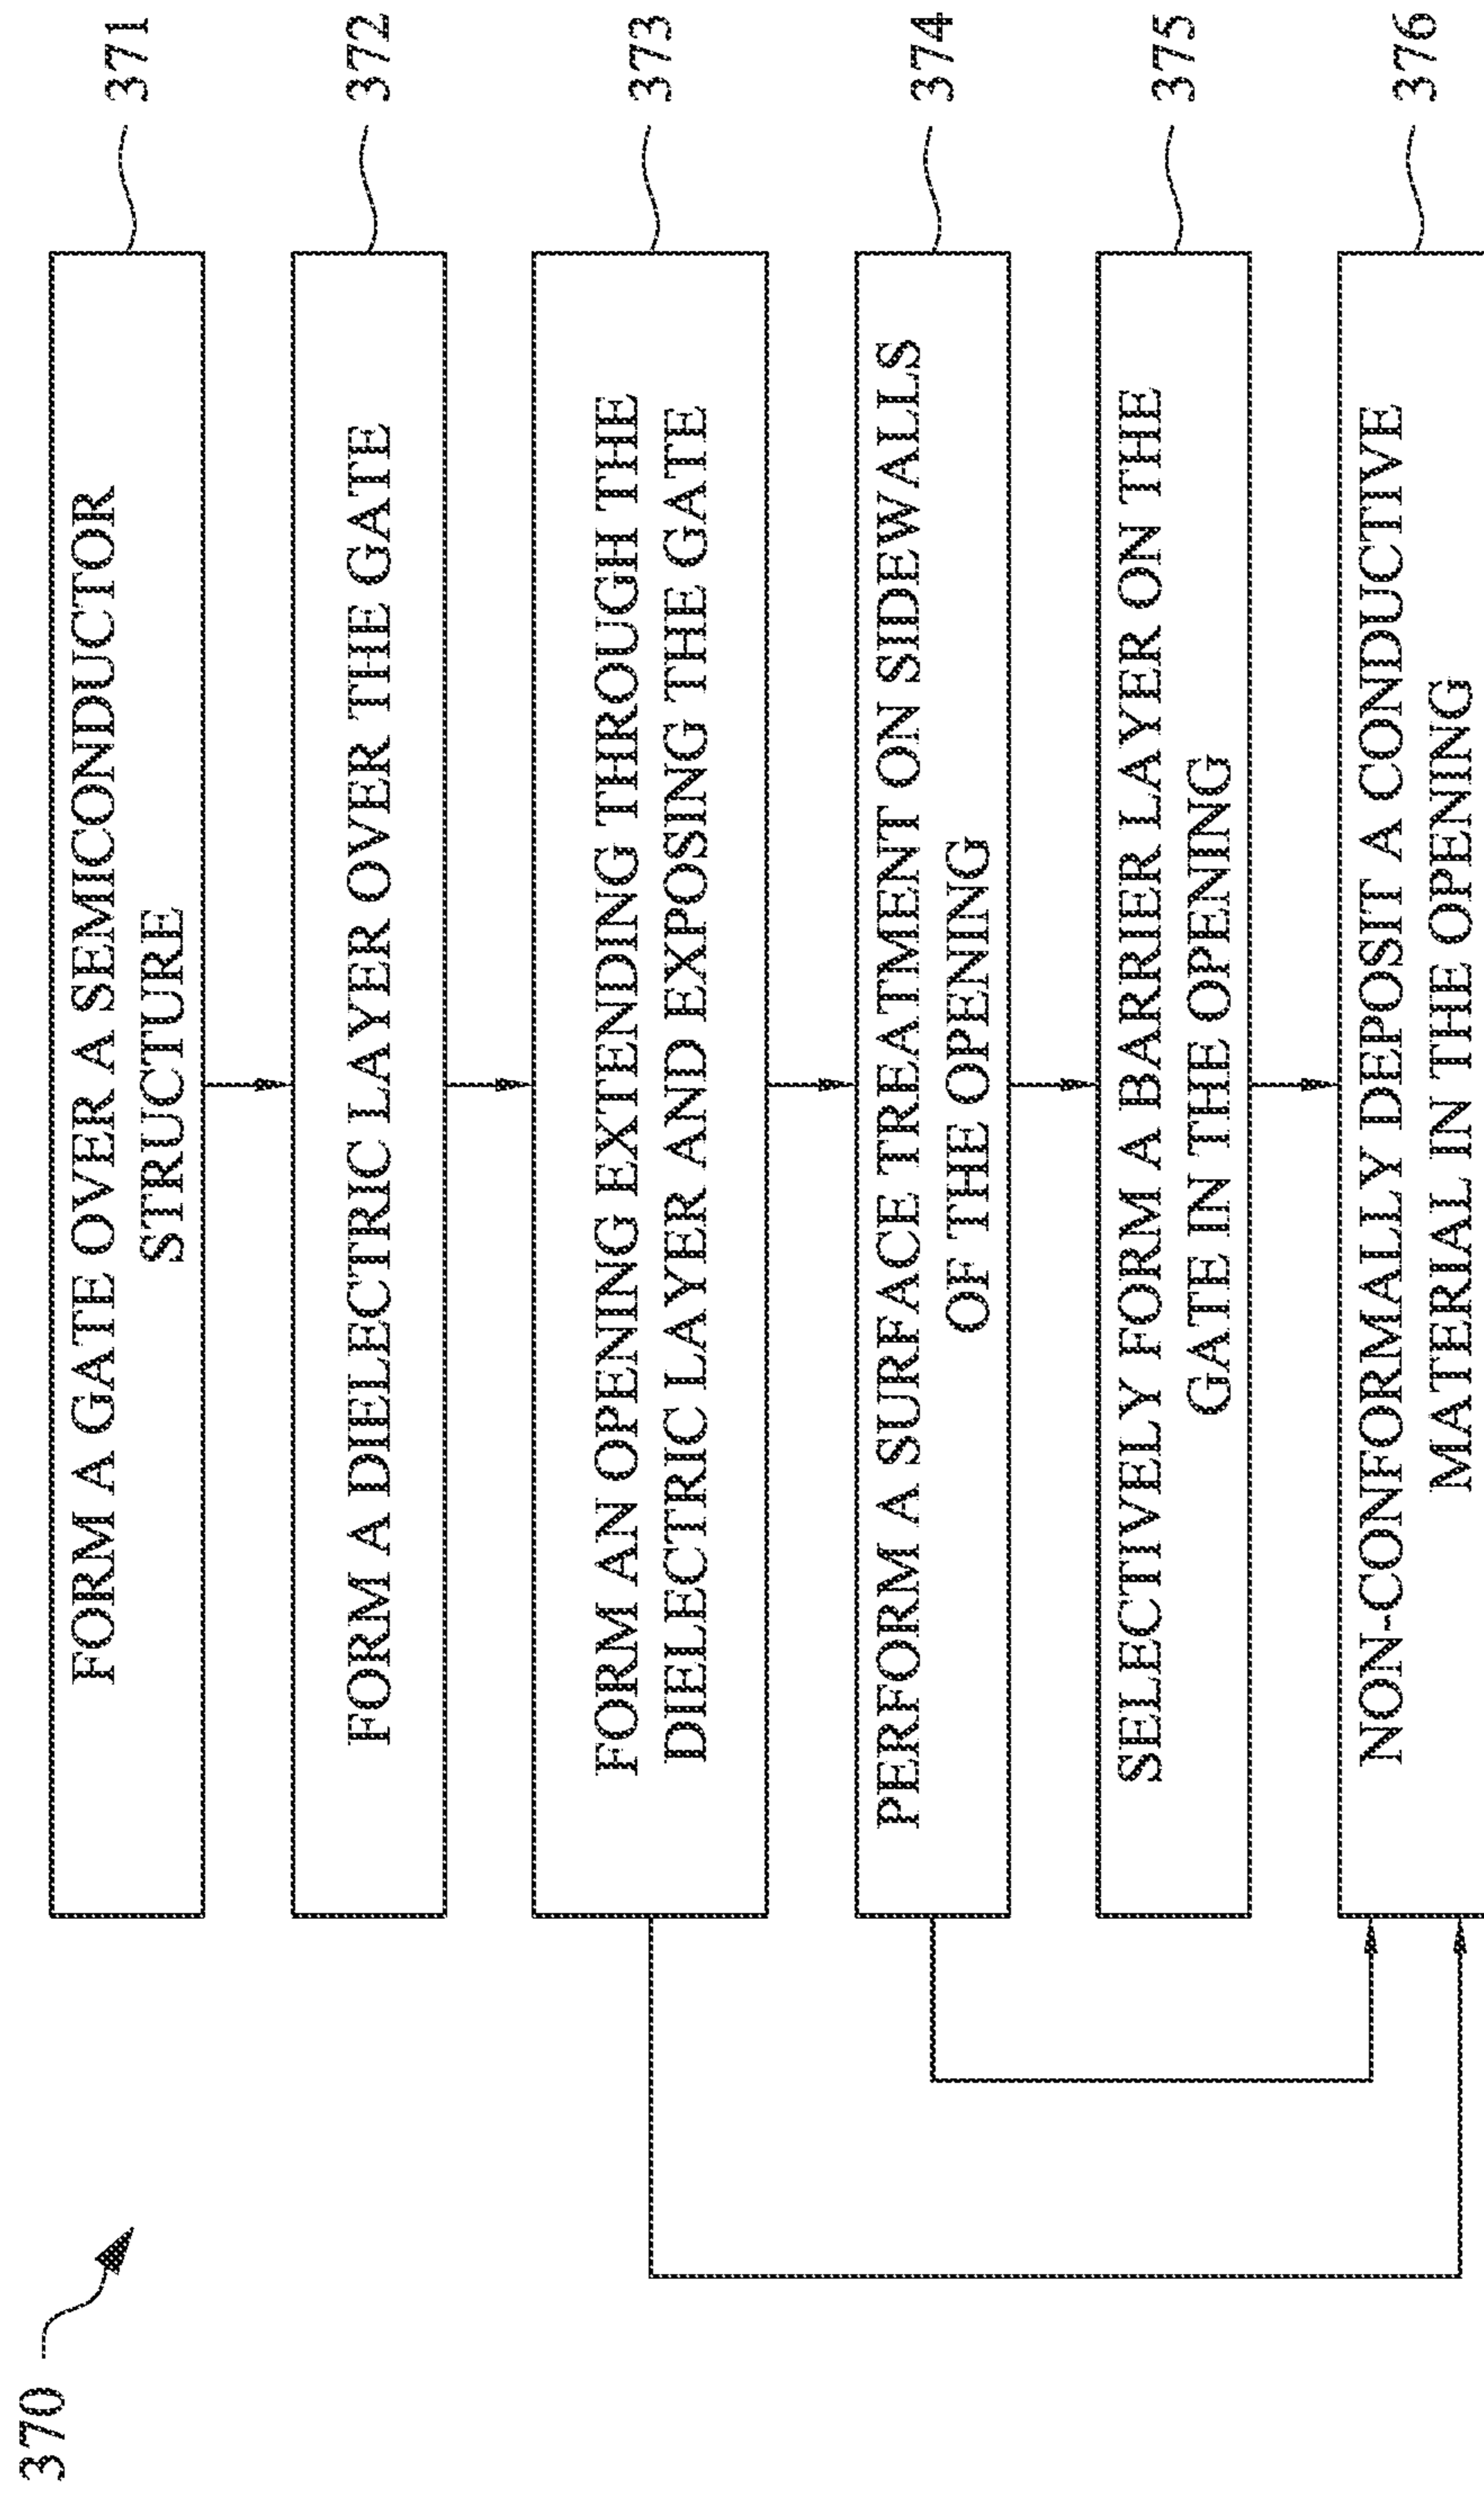 370
FORM A GATE OVER A SEMICONDUCTOR
STRUCTURE
371
FORM A DIELECTRIC LAYER OVER THE GATE
372
FORM AN OPENING EXTENDING THROUGH THE
DIELECTRIC LAYER AND EXPOSING THE GATE
373
PERFORM A SURFACE TREATMENT ON SIDEWALLS
OF THE OPENING
374
SELECTIVELY FORM A BARRIER LAYER ON THE
GATE IN THE OPENING
375
NON-CONFORMALLY DEPOSIT A CONDUCTIVE
MATERIAL IN THE OPENING
376